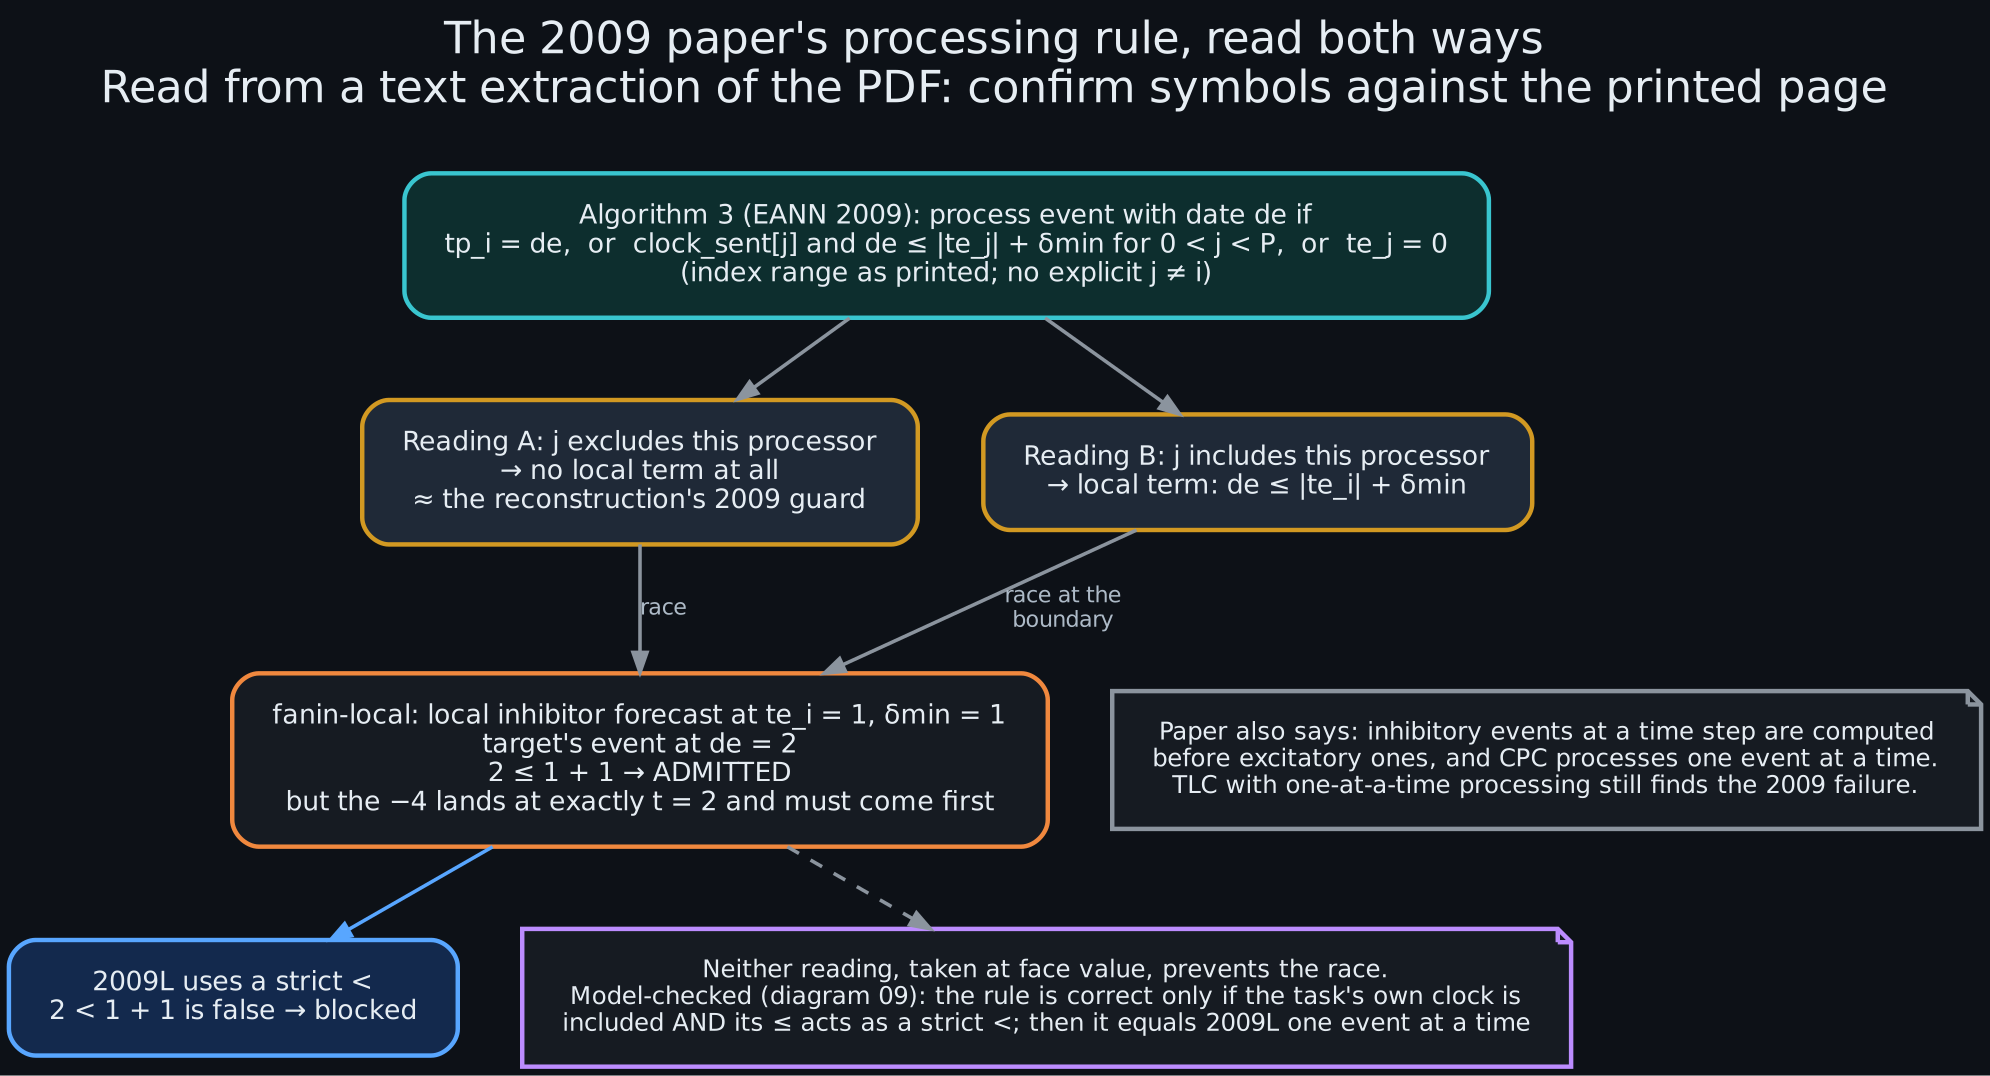 The 2009 paper's processing rule, read both ways
Read from a text extraction of the PDF: confirm symbols against the printed page
Algorithm 3 (EANN 2009): process event with date de if
tp_i = de,  or  clock_sent[j] and de ≤ |te_j| + δmin for 0 < j < P,  or  te_j = 0
(index range as printed; no explicit j ≠ i)
Reading A: j excludes this processor
→ no local term at all
≈ the reconstruction's 2009 guard
Reading B: j includes this processor
→ local term: de ≤ |te_i| + δmin
race
race at the
boundary
fanin-local: local inhibitor forecast at te_i = 1, δmin = 1
target's event at de = 2
2 ≤ 1 + 1 → ADMITTED
but the −4 lands at exactly t = 2 and must come first
Paper also says: inhibitory events at a time step are computed
before excitatory ones, and CPC processes one event at a time.
TLC with one-at-a-time processing still finds the 2009 failure.
2009L uses a strict <
2 < 1 + 1 is false → blocked
Neither reading, taken at face value, prevents the race.
Model-checked (diagram 09): the rule is correct only if the task's own clock is
included AND its ≤ acts as a strict <; then it equals 2009L one event at a time